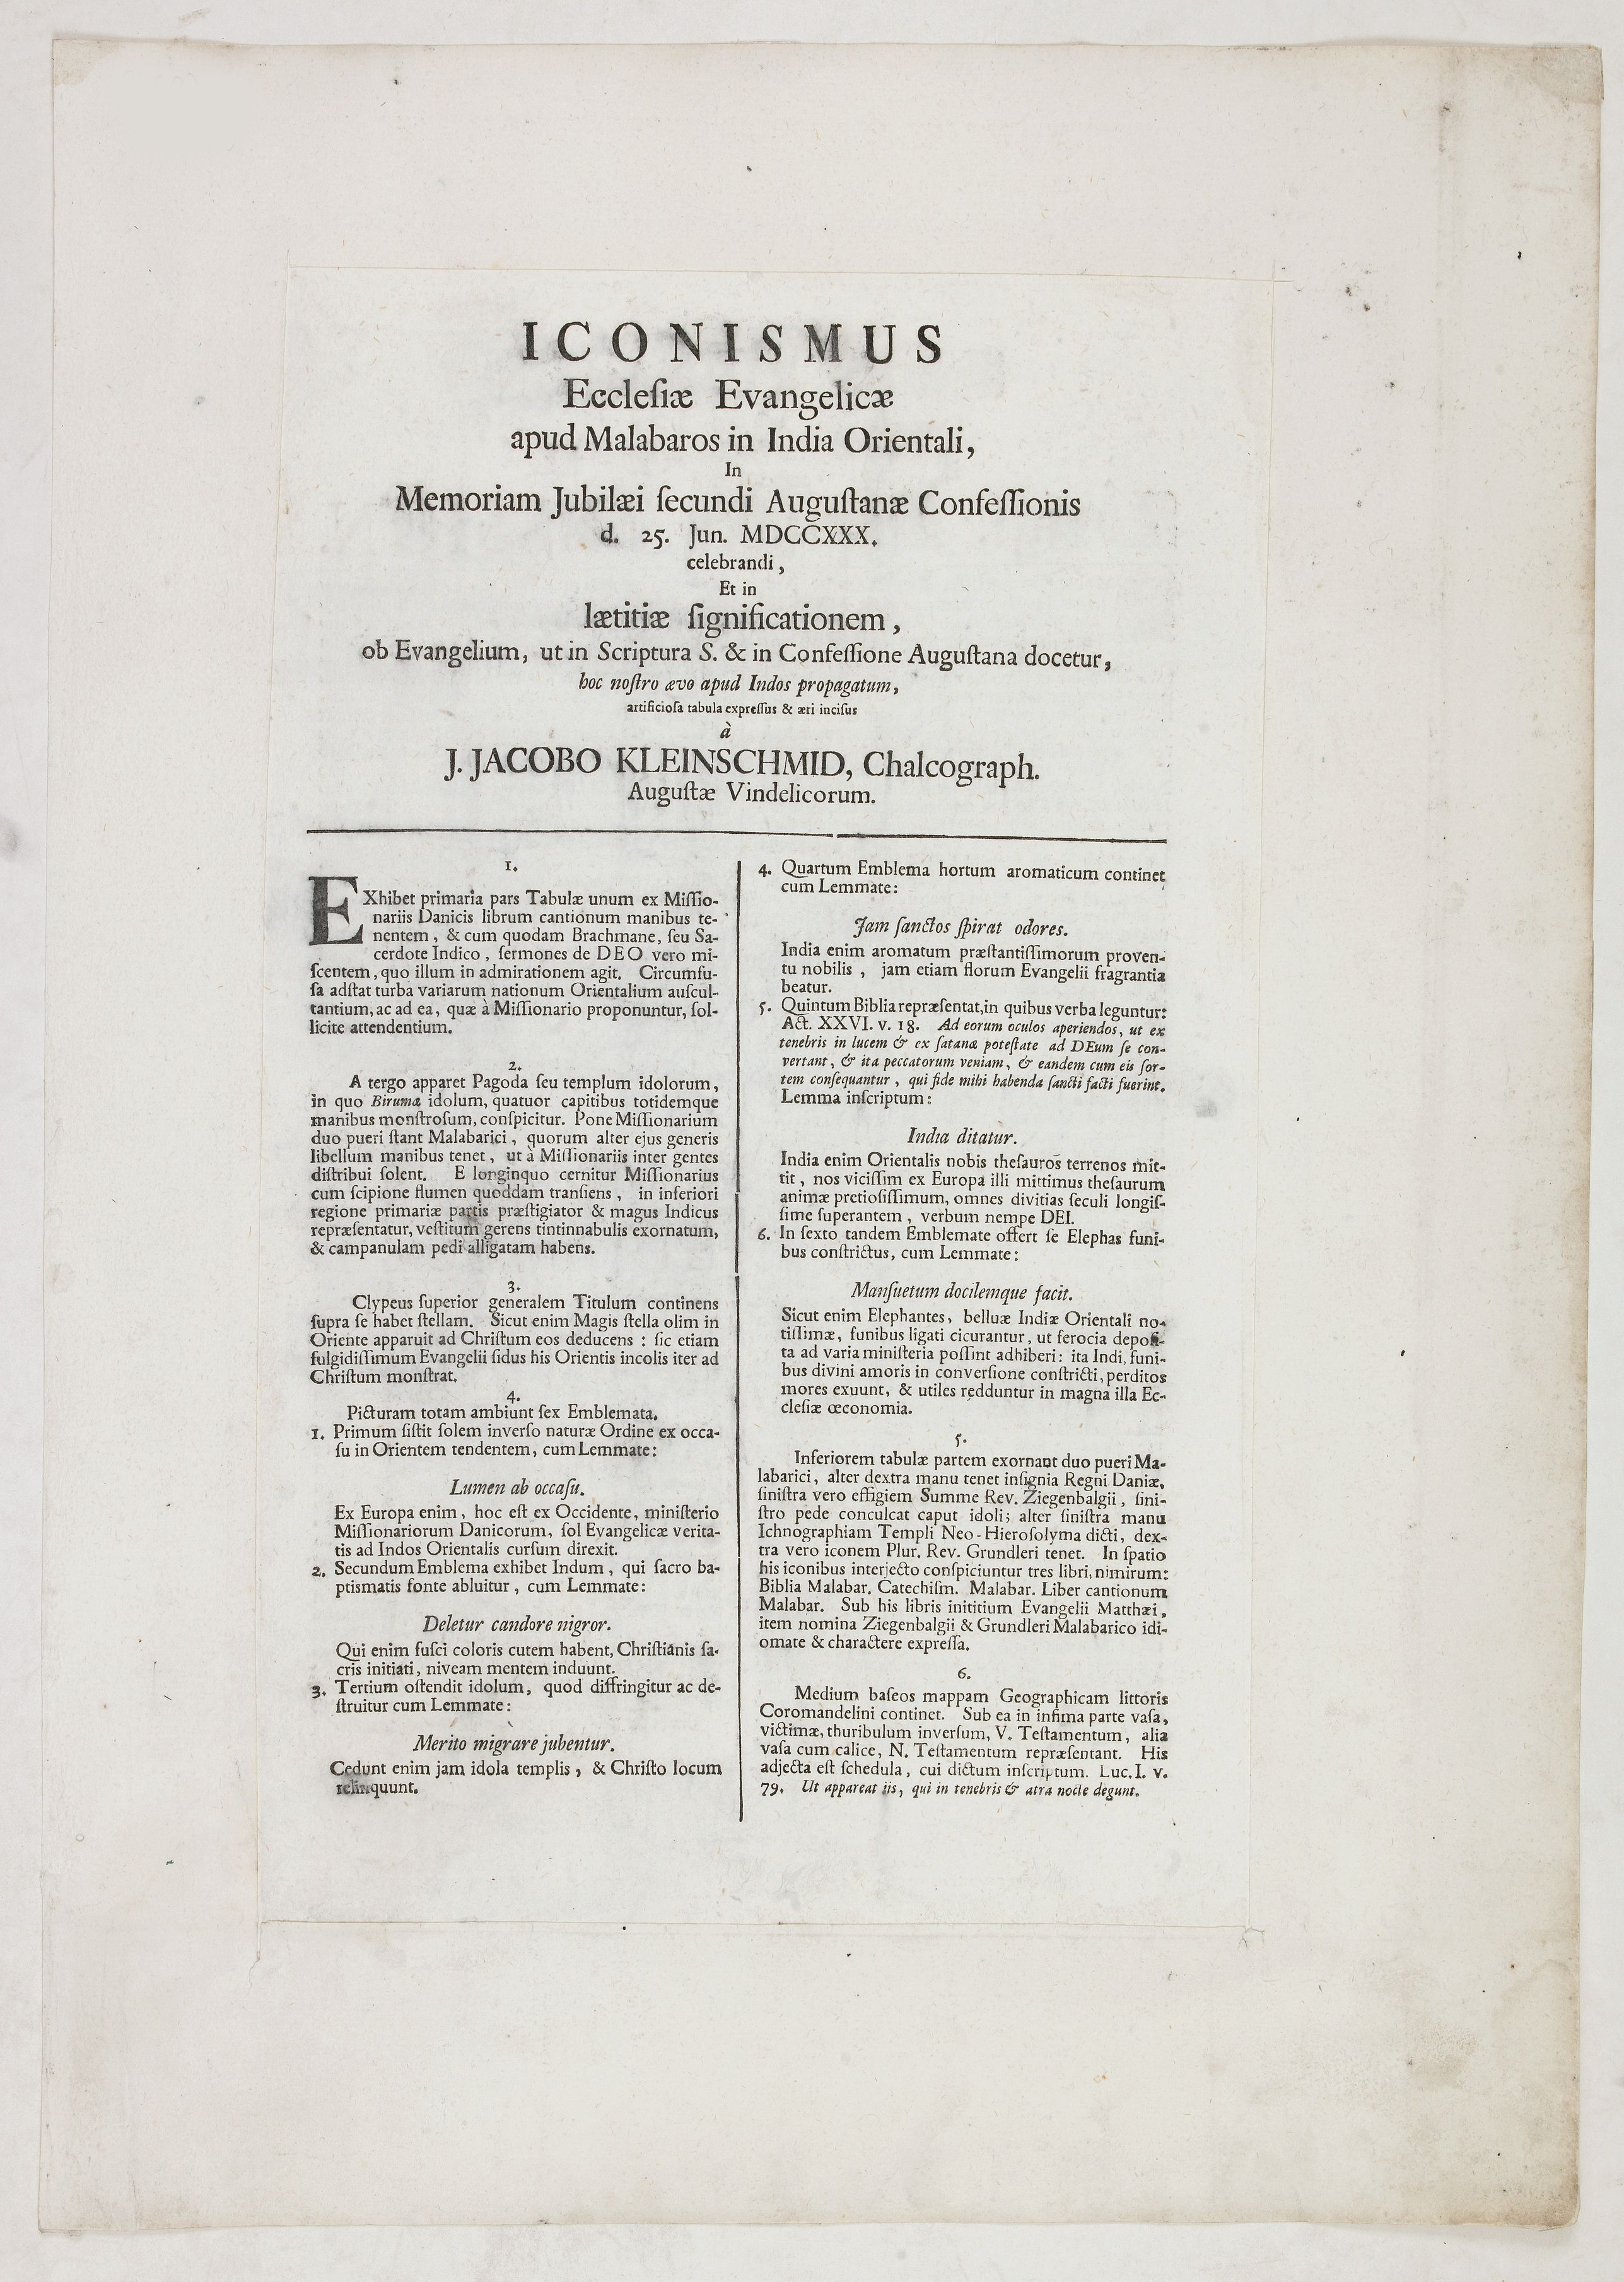 ICONISMUS
Eccleſiæ Evangelicæ
apud Malabaros in India Orientali,
In
Memoriam Jubilæi ſecundi Auguſtanæ Confeſſionis
d. 25. Jun. MDCCXXX.
celebrandi,
Et in
lætitiæ ſignificationem,
ob Evangelium, ut in Scriptura S. & in Confeſſione Auguſtana docetur,
hoc noſtro ævo apud Indos propagatum,
artificioſa tabula expreſſus & æri inciſus
à
J. JACOBO KLEINSCHMID, Chalcograph.
Auguſtæ Vindelicorum.
1.
EXhibet primaria pars Tabulæ unum ex Miſſio-
nariis Danicis librum cantionum manibus te-
nentem, & cum quodam Brachmane, ſeu Sa-
cerdote Indico, ſermones de DEO vero mi-
ſcentem, quo illum in admirationem agit. Circumfu-
ſa adſtat turba variarum nationum Orientalium auſcul-
tantium, ac ad ea, quæ à Miſſionario proponuntur, ſol-
licite attendentium.
2.
A tergo apparet Pagoda ſeu templum idolorum,
in quo Birumæ idolum, quatuor capitibus totidemque
manibus monſtroſum, conſpicitur. Pone Miſſionarium
duo pueri ſtant Malabarici, quorum alter ejus generis
libellum manibus tenet, ut à Miſſionariis inter gentes
diſtribui ſolent. E longinquo cernitur Miſſionarius
cum ſcipione flumen quoddam tranſiens, in inferiori
regione primariæ partis præſtigiator & magus Indicus
repræſentatur, veſtitum gerens tintinnabulis exornatum,
& campanulam pedi alligatam habens.
3.
Clypeus ſuperior generalem Titulum continens
ſupra ſe habet ſtellam. Sicut enim Magis ſtella olim in
Oriente apparuit ad Chriſtum eos deducens : ſic etiam
fulgidiſſimum Evangelii ſidus his Orientis incolis iter ad
Chriſtum monſtrat.
4.
Picturam totam ambiunt ſex Emblemata.
1. Primum ſiſtit ſolem inverſo naturæ Ordine ex occa-
ſu in Orientem tendentem, cum Lemmate:
Lumen ab occaſu.
Ex Europa enim, hoc eſt ex Occidente, miniſterio
Miſſionariorum Danicorum, ſol Evangelicæ verita-
tis ad Indos Orientalis curſum direxit.
2. Secundum Emblema exhibet Indum, qui ſacro ba-
ptismatis fonte abluitur, cum Lemmate:
Deletur candore nigror.
Qui enim fuſci coloris cutem habent, Chriſtianis ſa-
cris initiati, niveam mentem induunt.
3. Tertium oſtendit idolum, quod diffringitur ac de-
ſtruitur cum Lemmate:
Merito migrare jubentur.
Cedunt enim jam idola templis, & Chriſto locum
relinquunt.
4. Quartum Emblema hortum aromaticum continet
cum Lemmate:
Jam ſanctos ſpirat odores.
India enim aromatum præſtantiſſimorum proven-
tu nobilis, jam etiam florum Evangelii fragrantia
beatur.
5. Quintum Biblia repræſentat, in quibus verba leguntur:
Act. XXVI. v. 18. Ad eorum oculos aperiendos, ut ex
tenebris in lucem & ex ſatanæ poteſtate ad DEum ſe con-
vertant, & ita peccatorum veniam, & eandem cum eis ſor-
tem conſequantur, qui fide mihi habenda ſancti facti fuerint.
Lemma inſcriptum:
India ditatur.
India enim Orientalis nobis theſauros terrenos mit-
tit, nos viciſſim ex Europa illi mittimus theſaurum
animæ pretioſiſſimum, omnes divitias ſeculi longiſ-
ſime ſuperantem, verbum nempe DEI.
6. In ſexto tandem Emblemate offert ſe Elephas funi-
bus conſtrictus, cum Lemmate:
Manſuetum docilemque facit.
Sicut enim Elephantes, belluæ Indiæ Orientali no-
tiſſimæ, funibus ligati cicurantur, ut ferocia depoſi-
ta ad varia miniſteria poſſint adhiberi: ita Indi, funi-
bus divini amoris in converſione conſtricti, perditos
mores exuunt, & utiles redduntur in magna illa Ec-
cleſiæ œconomia.
5.
Inferiorem tabulæ partem exornant duo pueri Ma-
labarici, alter dextra manu tenet inſignia Regni Daniæ,
ſiniſtra vero effigiem Summe Rev. Ziegenbalgii, ſini-
ſtro pede conculcat caput idoli; alter ſiniſtra manu
Ichnographiam Templi Neo-Hieroſolyma dicti, dex-
tra vero iconem Plur. Rev. Grundleri tenet. In ſpatio
his iconibus interjecto conſpiciuntur tres libri, nimirum:
Biblia Malabar. Catechiſm. Malabar. Liber cantionum
Malabar. Sub his libris inititium Evangelii Matthæi,
item nomina Ziegenbalgii & Grundleri Malabarico idi-
omate & charactere expreſſa.
6.
Medium baſeos mappam Geographicam littoris
Coromandelini continet. Sub ea in infima parte vaſa,
victimæ, thuribulum inverſum, V. Teſtamentum, alia
vaſa cum calice, N. Teſtamentum repræſentant. His
adjecta eſt ſchedula, cui dictum inſcriptum. Luc. I. v.
79. Ut appareat iis, qui in tenebris & atra nocte degunt.